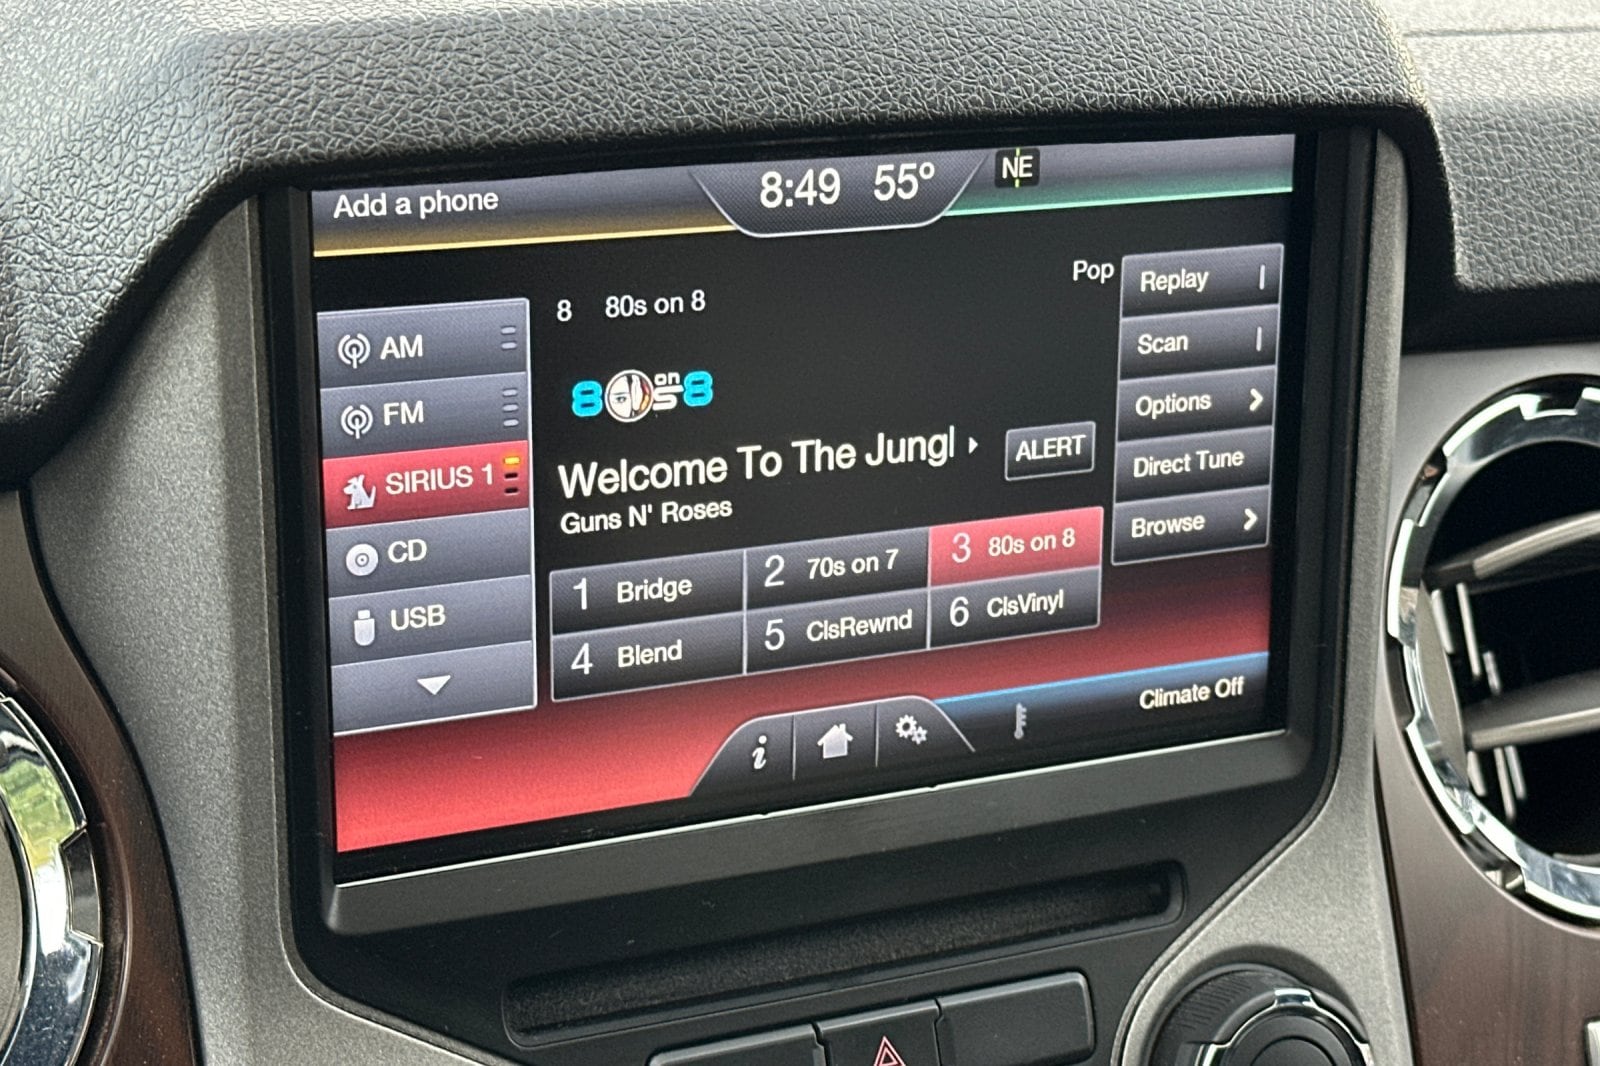 Add a phone
8:49 55°
NE
AM
FM
SIRIUS 1
CD
USB
8 80s on 8
Pop
80s on 8
Welcome To The Jungl
ALERT
Guns N' Roses
1 Bridge
2 70s on 7
3 80s on 8
4 Blend
5 ClsRewnd
6 ClsVinyl
Replay
Scan
Options
Direct Tune
Browse
i
Climate Off